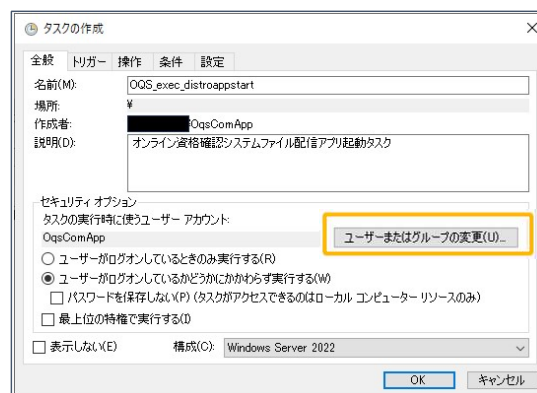 タスクの作成
全般 トリガー 操作 条件 設定
名前(M): OQS_exec_distroappstart
場所: ¥
作成者: ¥OqsComApp
説明(D): オンライン資格確認システムファイル配信アプリ起動タスク
セキュリティ オプション
タスクの実行時に使うユーザー アカウント:
OqsComApp ユーザーまたはグループの変更(U)...
ユーザーがログオンしているときのみ実行する(R)
ユーザーがログオンしているかどうかにかかわらず実行する(W)
パスワードを保存しない(P) (タスクがアクセスできるのはローカル コンピューター リソースのみ)
最上位の特権で実行する(I)
表示しない(E) 構成(C): Windows Server 2022
OK キャンセル